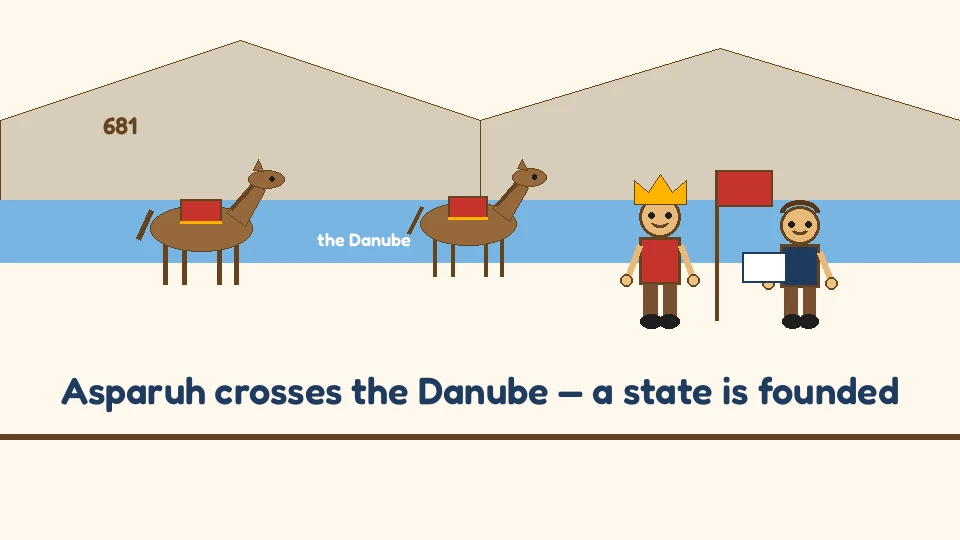 681
the Danube
Asparuh crosses the Danube — a state is founded